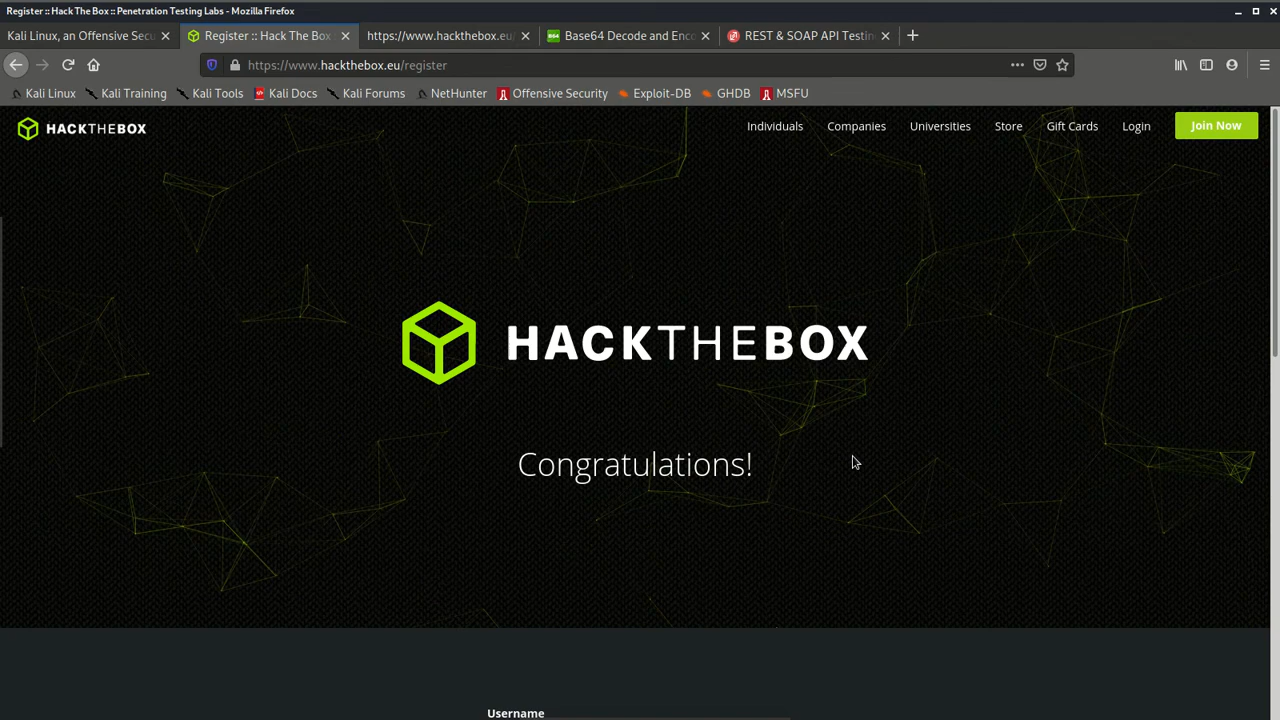 Register :: Hack The Box :: Penetration Testing Labs - Mozilla Firefox
Kali Linux, an Offensive Secu
Register :: Hack The Box :
https://www.hackthebox.eu/
Base64 Decode and Enco
REST & SOAP API Testin
https://www.hackthebox.eu/register
Kali Linux
Kali Training
Kali Tools
Kali Docs
Kali Forums
NetHunter
Offensive Security
Exploit-DB
GHDB
MSFU
HACKTHEBOX
Individuals
Companies
Universities
Store
Gift Cards
Login
Join Now
HACKTHEBOX
Congratulations!
Username